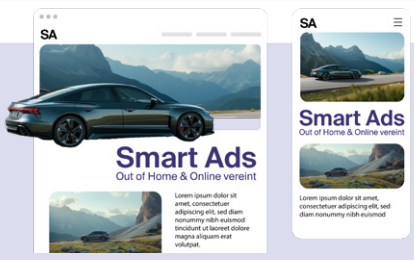 SA
Smart Ads
Out of Home & Online vereint
Lorem ipsum dolor sit
amet, consectetuer
adipiscing elit, sed diam
nonummy nibh euismod
tincidunt ut laoreet dolore
magna aliquam erat
volutpat.
SA
Smart Ads
Out of Home & Online vereint
Lorem ipsum dolor sit amet,
consectetuer adipiscing elit, sed diam
nonummy nibh euismod